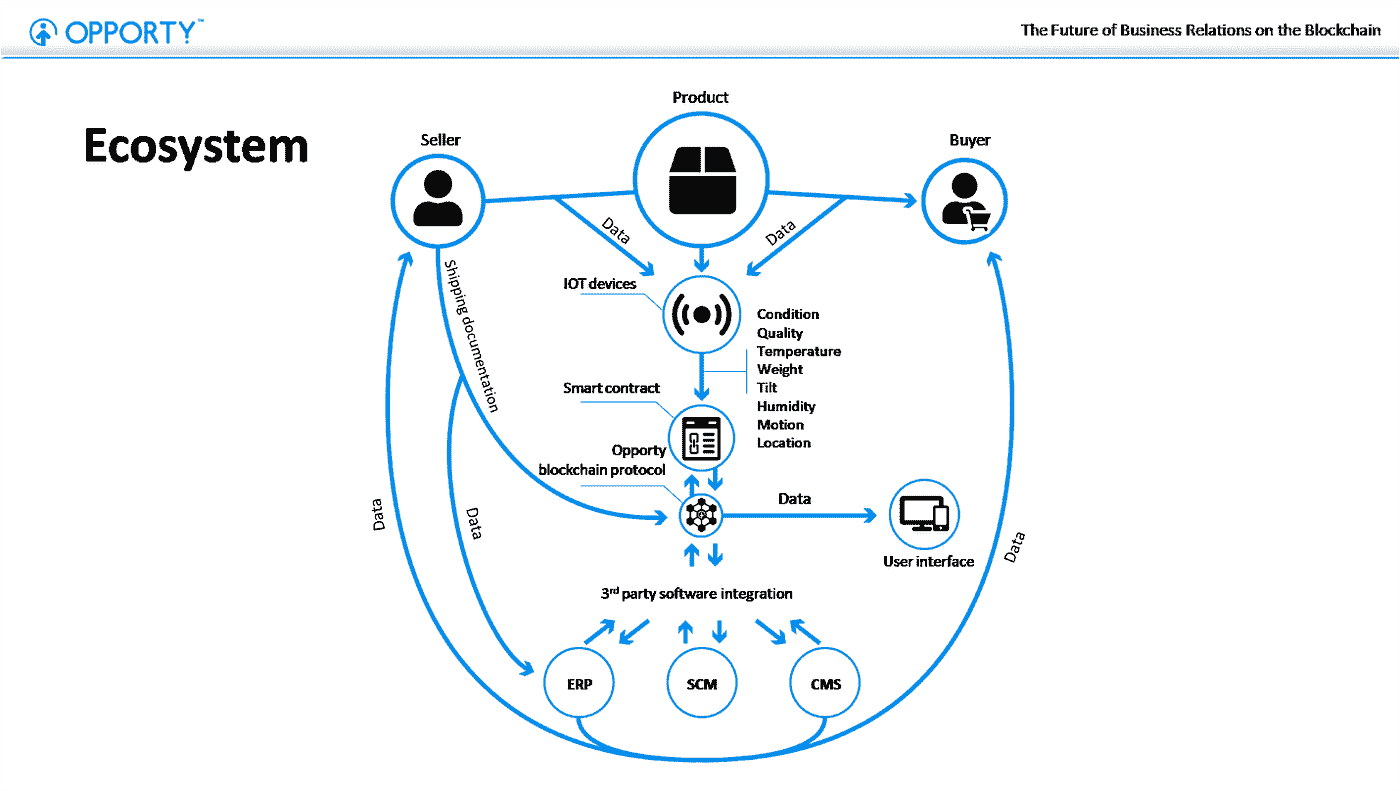 OPPORTY™
The Future of Business Relations on the Blockchain
Ecosystem
Product
Seller
Buyer
Data
Data
Shipping documentation
IOT devices
Condition
Quality
Temperature
Weight
Tilt
Humidity
Motion
Location
Smart contract
Opporty
blockchain protocol
Data
Data
Data
User interface
Data
3rd party software integration
ERP
SCM
CMS